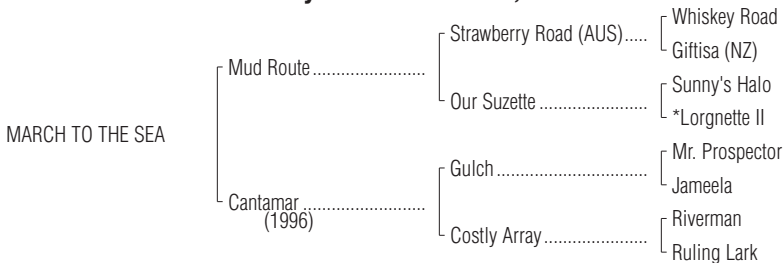 Whiskey Road
Strawberry Road (AUS).....
Giftisa (NZ)
Mud Route........................
Sunny's Halo
Our Suzette .......................
*Lorgnette II
MARCH TO THE SEA
Mr. Prospector
Gulch................................
Jameela
Cantamar ..........................
(1996)
Riverman
Costly Array......................
Ruling Lark